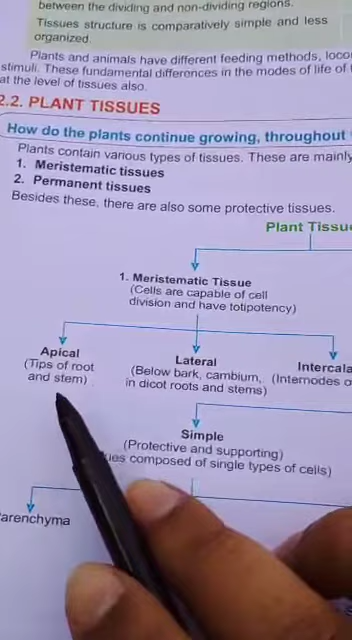 between the dividing and non-dividing regions.
Tissues structure is comparatively simple and less
organized.
Plants and animals have different feeding methods,
stimuli. These fundamental differences in the modes of life of
at the level of tissues also.
2.2. PLANT TISSUES
How do the plants continue growing, throughout
Plants contain various types of tissues. These are mainly
1. Meristematic tissues
2. Permanent tissues
Besides these, there are also some protective tissues.
Plant
1. Meristematic Tissue
(Cells are capable of cell
division and have totipotency)
Apical
(Tips of root
and stem)
Lateral
(Below bark, cambium,
in dicot roots and stems)
(Internodes
Simple
(Protective and supporting)
composed of single types of cells)